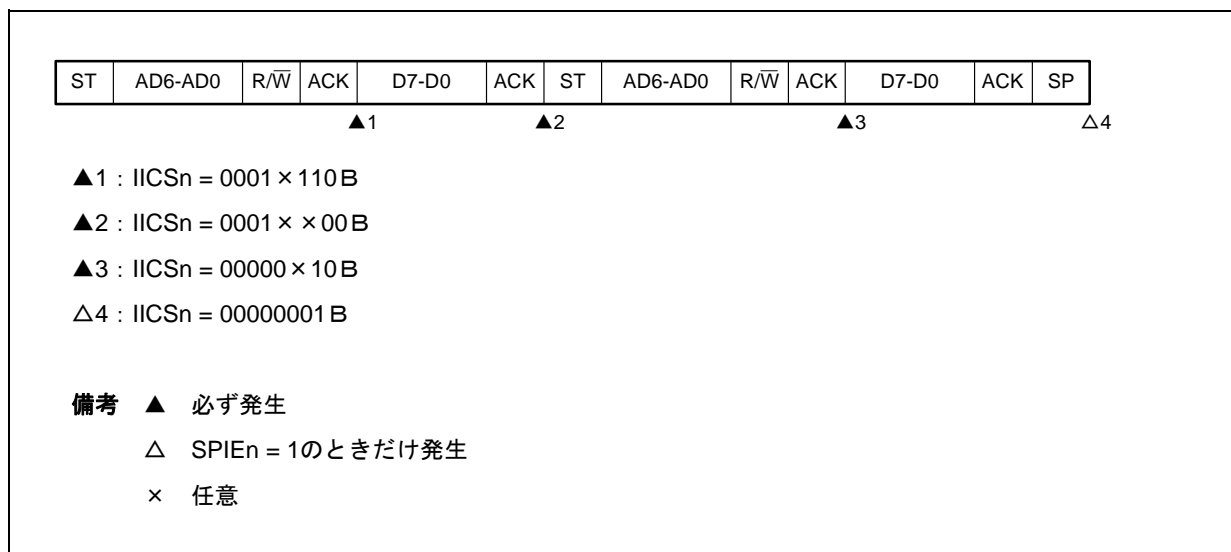 ST AD6-AD0 R/W̅ ACK D7-D0 ACK ST AD6-AD0 R/W̅ ACK D7-D0 ACK SP
▲1 ▲2 ▲3 △4
▲1：IICSn = 0001×110B
▲2：IICSn = 0001××00B
▲3：IICSn = 00000×10B
△4：IICSn = 00000001B
備考 ▲ 必ず発生
△ SPIEn = 1のときだけ発生
× 任意